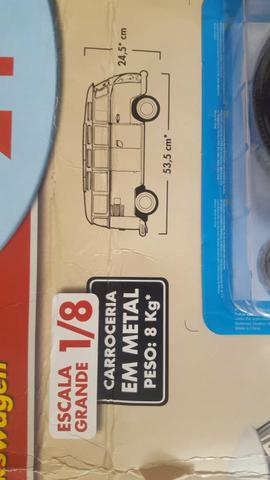 24,5* cm
53,5 cm*
ESCALA
GRANDE 1/8
CARROCERIA
EM METAL
PESO: 8 Kg*